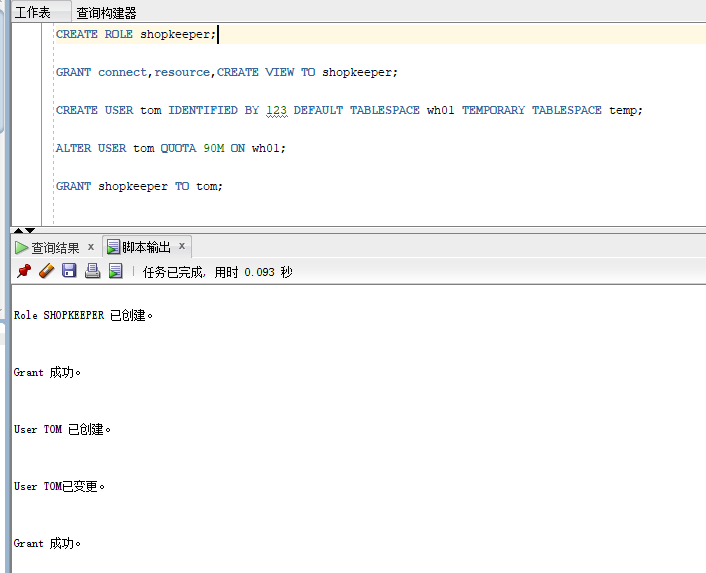 工作表 查询构建器
CREATE ROLE shopkeeper;
GRANT connect,resource,CREATE VIEW TO shopkeeper;
CREATE USER tom IDENTIFIED BY 123 DEFAULT TABLESPACE wh01 TEMPORARY TABLESPACE temp;
ALTER USER tom QUOTA 90M ON wh01;
GRANT shopkeeper TO tom;
查询结果 x 脚本输出 x
任务已完成, 用时 0.093 秒
Role SHOPKEEPER 已创建。
Grant 成功。
User TOM 已创建。
User TOM已变更。
Grant 成功。